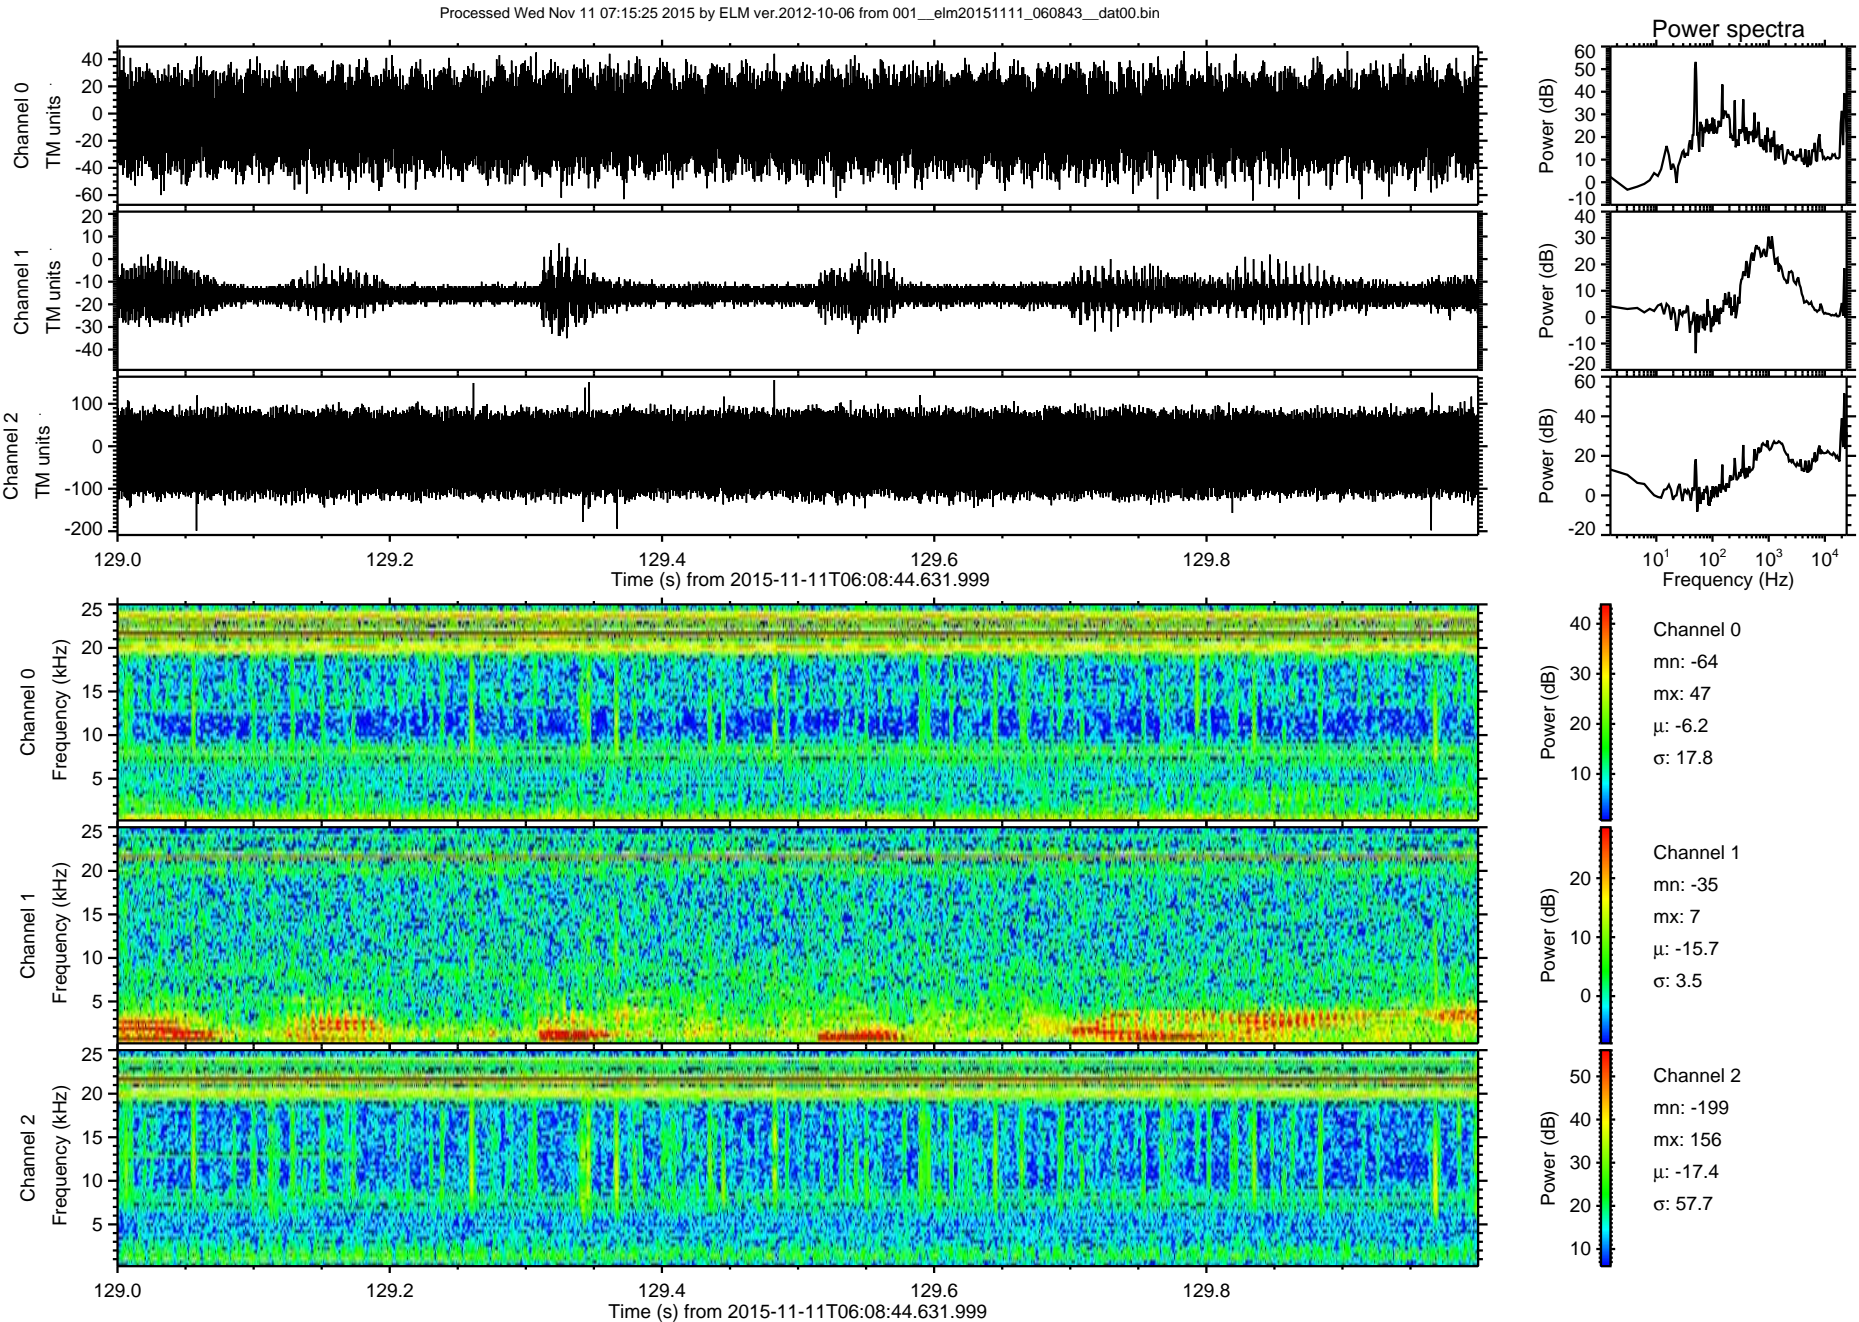 Processed Wed Nov 11 07:15:25 2015 by ELM ver.2012-10-06 from 001__elm20151111_060843__dat00.bin
Power spectra
Channel 0
TM units
40
20
0
-20
-40
-60
Power (dB)
60
50
40
30
20
10
0
-10
Channel 1
TM units
20
10
0
-10
-20
-30
-40
Power (dB)
40
30
20
10
0
-10
-20
Channel 2
TM units
100
0
-100
-200
Power (dB)
60
40
20
0
-20
129.0 129.2 129.4 129.6 129.8
Time (s) from 2015-11-11T06:08:44.631.999
10^1 10^2 10^3 10^4
Frequency (Hz)
Channel 0
Frequency (kHz)
25
20
15
10
5
Power (dB)
40
30
20
10
Channel 0
mn: -64
mx: 47
µ: -6.2
σ: 17.8
Channel 1
Frequency (kHz)
25
20
15
10
5
Power (dB)
20
10
0
Channel 1
mn: -35
mx: 7
µ: -15.7
σ: 3.5
Channel 2
Frequency (kHz)
25
20
15
10
5
Power (dB)
50
40
30
20
10
Channel 2
mn: -199
mx: 156
µ: -17.4
σ: 57.7
129.0 129.2 129.4 129.6 129.8
Time (s) from 2015-11-11T06:08:44.631.999